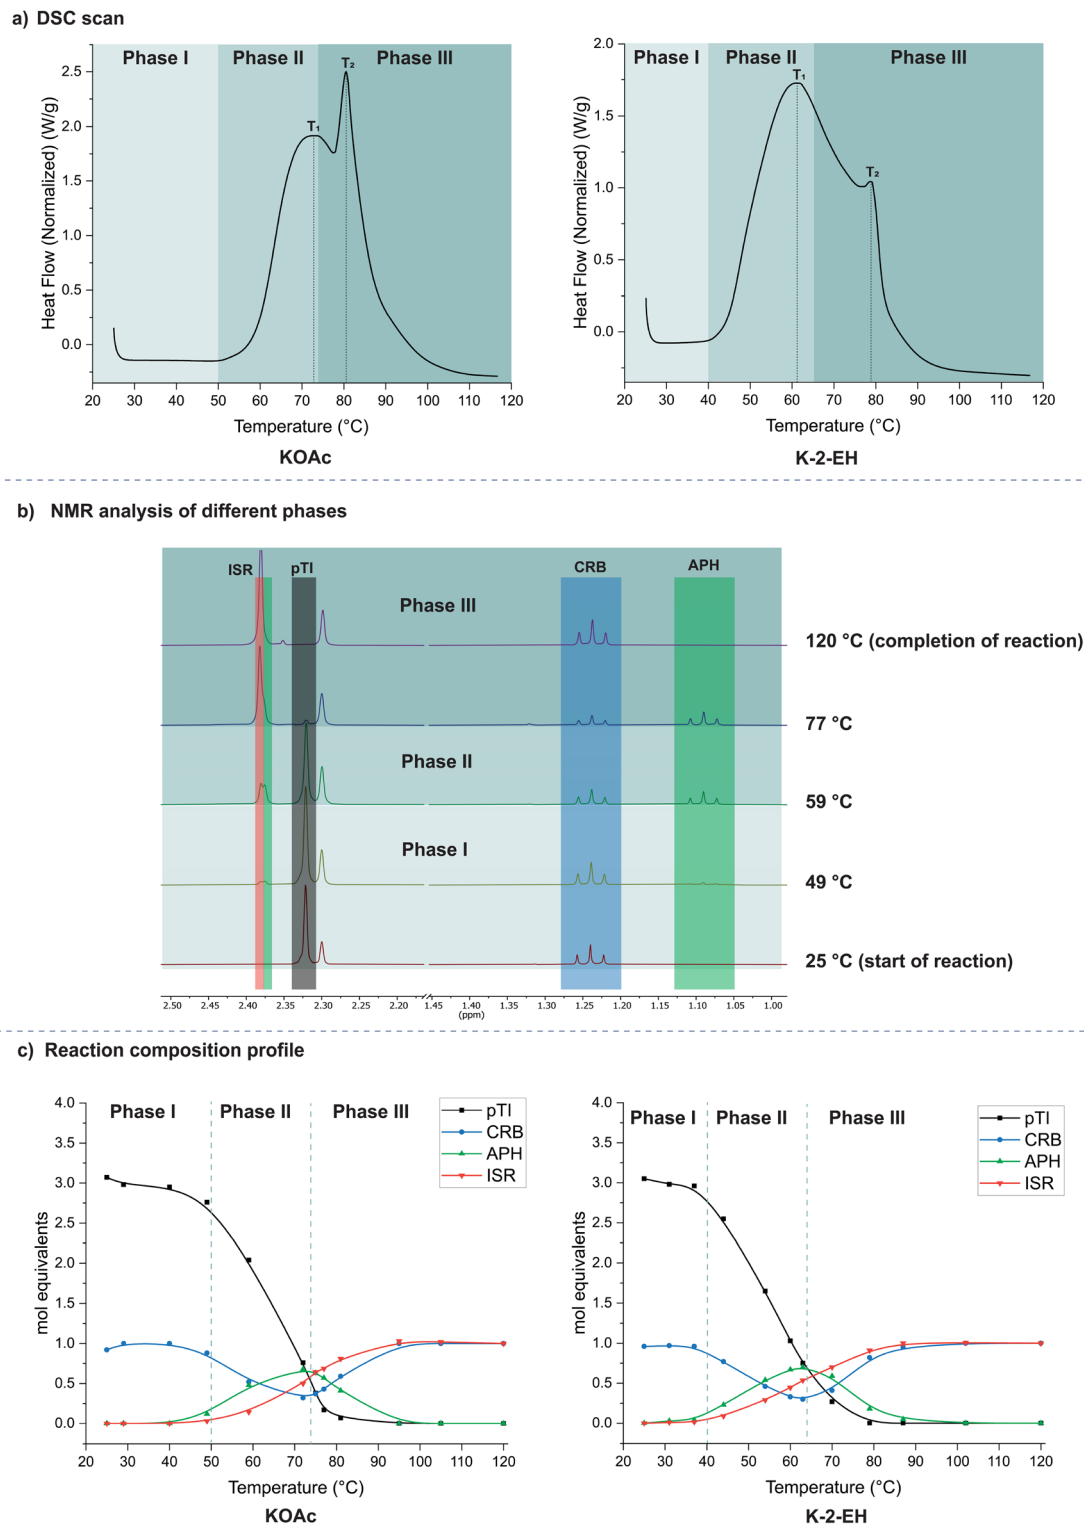 a) DSC scan
Phase I
Phase II
Phase III
T₁
T₂
2.5
2.0
1.5
1.0
0.5
0.0
Heat Flow (Normalized) (W/g)
20 30 40 50 60 70 80 90 100 110 120
Temperature (°C)
KOAc
Phase I
Phase II
Phase III
T₁
T₂
2.0
1.5
1.0
0.5
0.0
Heat Flow (Normalized) (W/g)
20 30 40 50 60 70 80 90 100 110 120
Temperature (°C)
K-2-EH
b) NMR analysis of different phases
ISR
pTI
CRB
APH
Phase III
120 °C (completion of reaction)
77 °C
Phase II
59 °C
Phase I
49 °C
25 °C (start of reaction)
2.50 2.45 2.40 2.35 2.30 2.25 2.20 1.45 1.40 1.35 1.30 1.25 1.20 1.15 1.10 1.05 1.00
(ppm)
c) Reaction composition profile
Phase I
Phase II
Phase III
pTI
CRB
APH
ISR
4.0
3.5
3.0
2.5
2.0
1.5
1.0
0.5
0.0
mol equivalents
20 30 40 50 60 70 80 90 100 110 120
Temperature (°C)
KOAc
Phase I
Phase II
Phase III
pTI
CRB
APH
ISR
4.0
3.5
3.0
2.5
2.0
1.5
1.0
0.5
0.0
mol equivalents
20 30 40 50 60 70 80 90 100 110 120
Temperature (°C)
K-2-EH